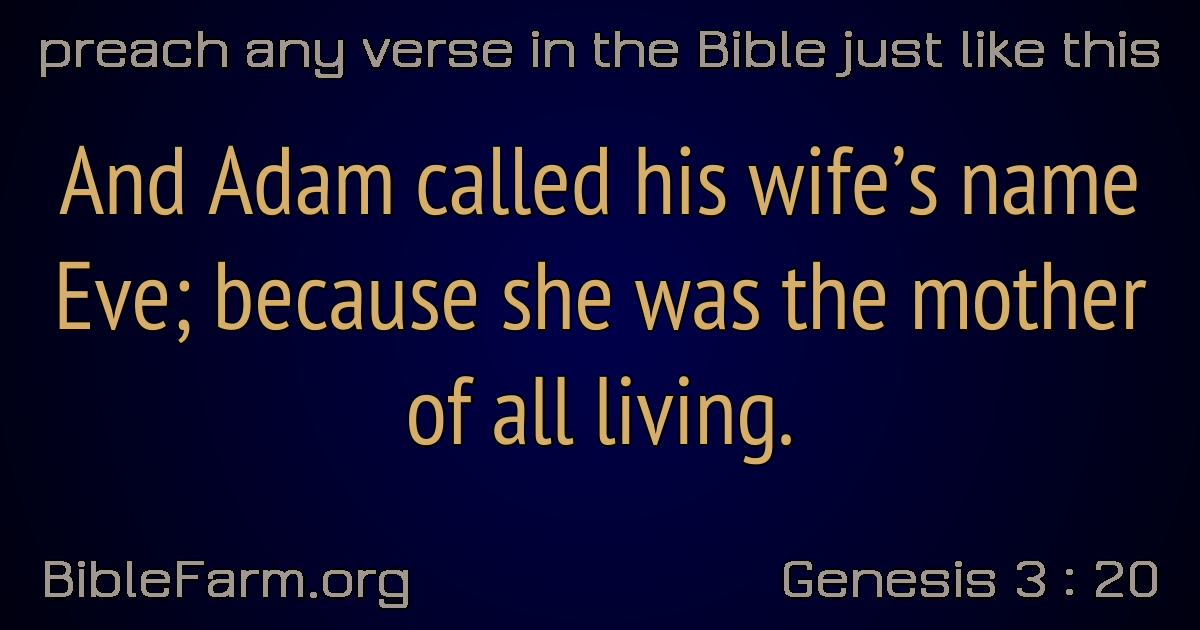 preach any verse in the Bible just like this
And Adam called his wife’s name
Eve; because she was the mother
of all living.
BibleFarm.org
Genesis 3 : 20